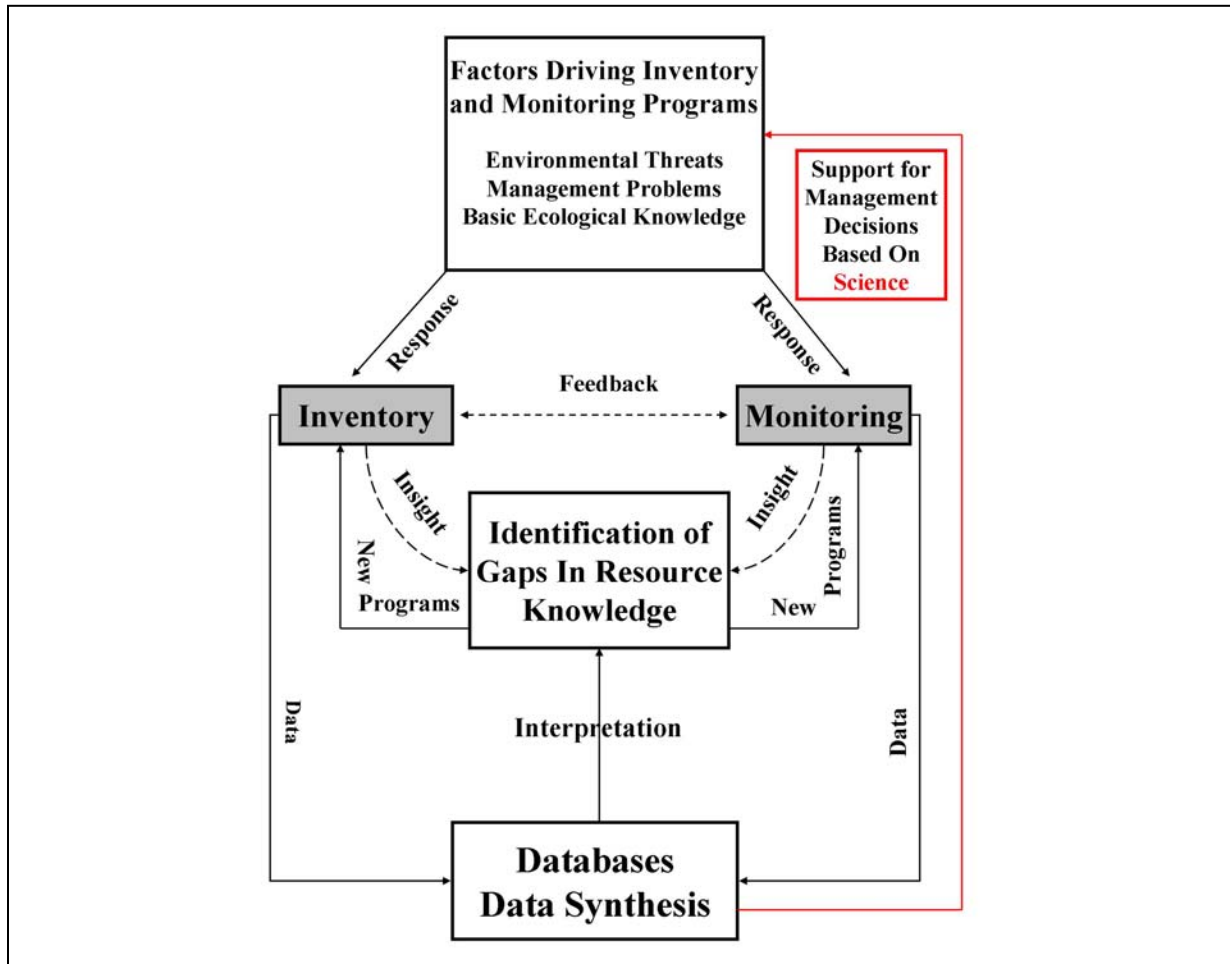 Factors Driving Inventory
and Monitoring Programs
Environmental Threats
Management Problems
Basic Ecological Knowledge
Support for
Management
Decisions
Based On
Science
Response
Response
Feedback
Inventory
Monitoring
Insight
Insight
Identification of
Gaps In Resource
Knowledge
New
Programs
New
Programs
Data
Interpretation
Data
Databases
Data Synthesis